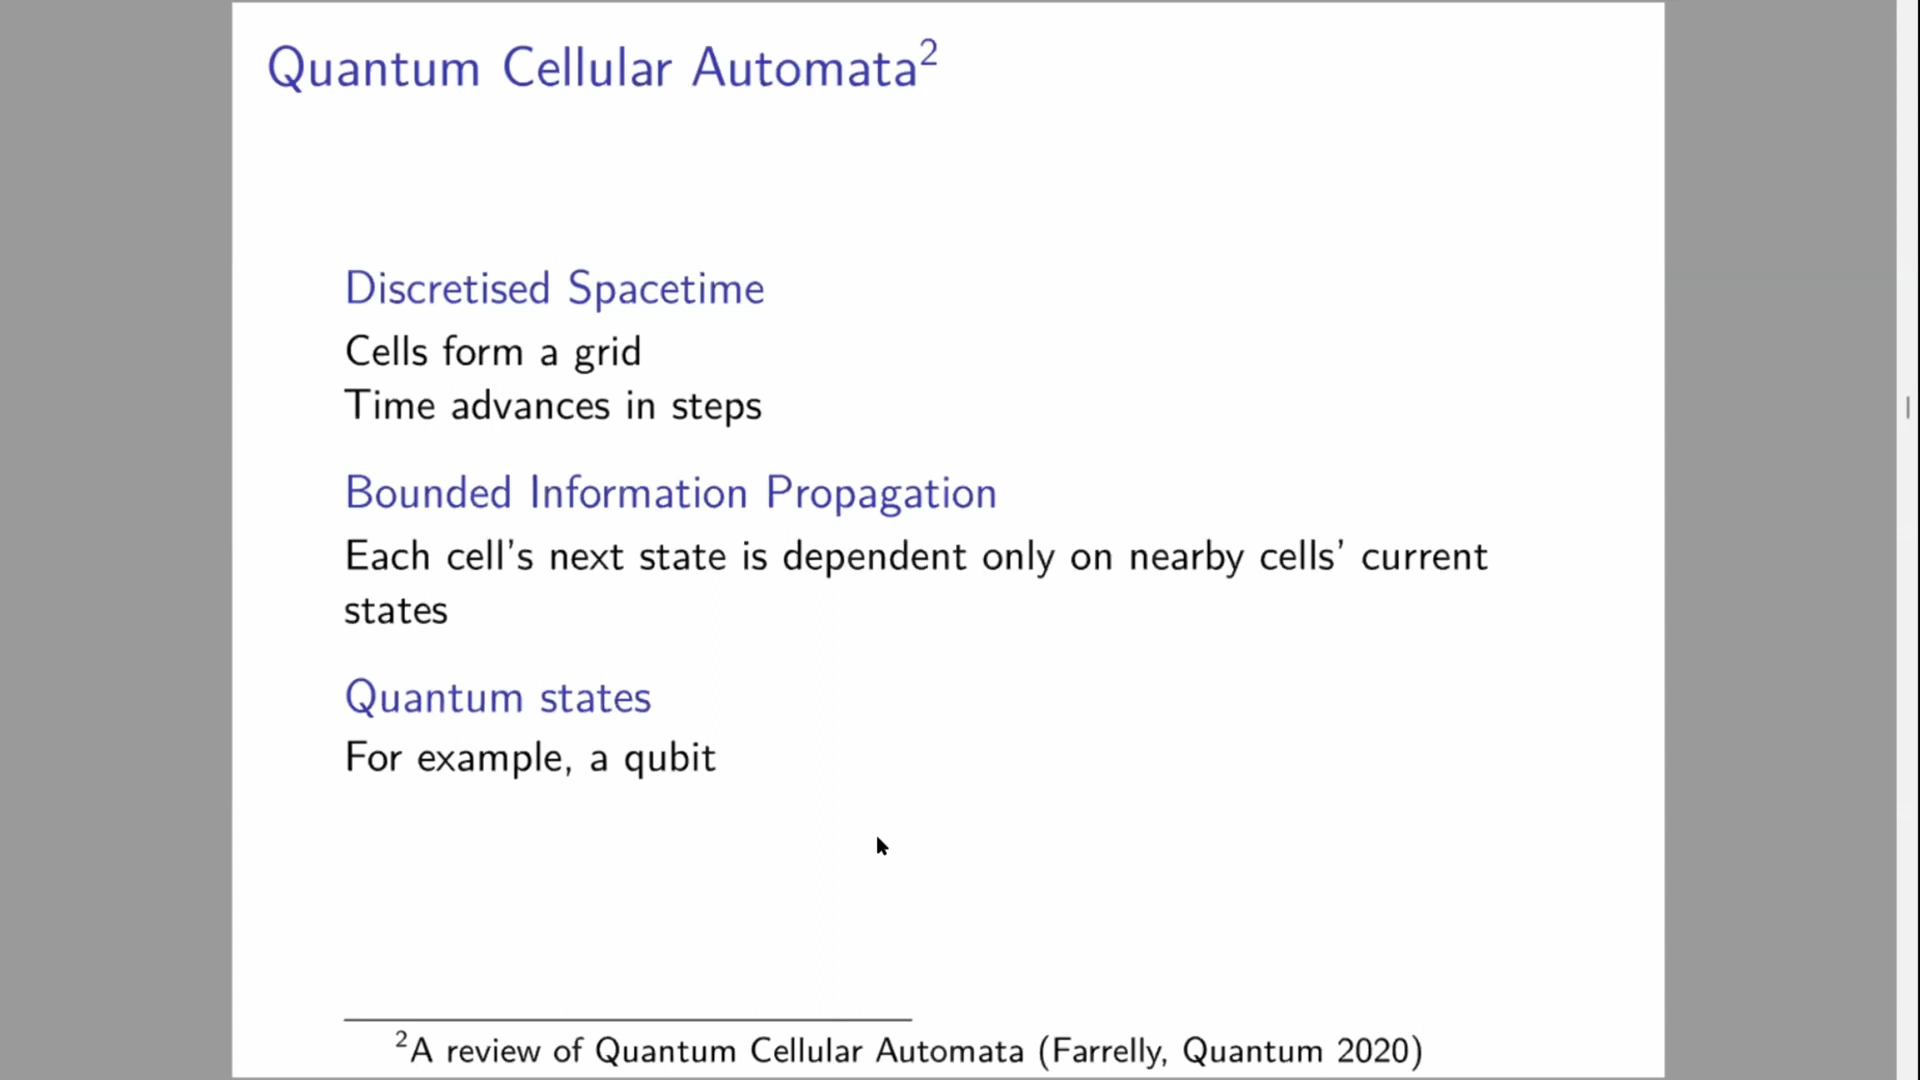 Quantum Cellular Automata²
Discretised Spacetime
Cells form a grid
Time advances in steps
Bounded Information Propagation
Each cell's next state is dependent only on nearby cells' current
states
Quantum states
For example, a qubit
²A review of Quantum Cellular Automata (Farrelly, Quantum 2020)